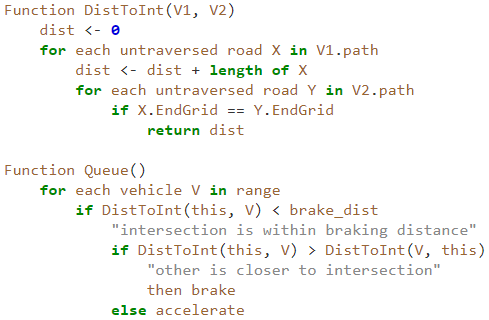 Function DistToInt(V1, V2)
    dist <- 0
    for each untraversed road X in V1.path
        dist <- dist + length of X
        for each untraversed road Y in V2.path
            if X.EndGrid == Y.EndGrid
                return dist

Function Queue()
    for each vehicle V in range
        if DistToInt(this, V) < brake_dist
            "intersection is within braking distance"
            if DistToInt(this, V) > DistToInt(V, this)
                "other is closer to intersection"
                then brake
            else accelerate